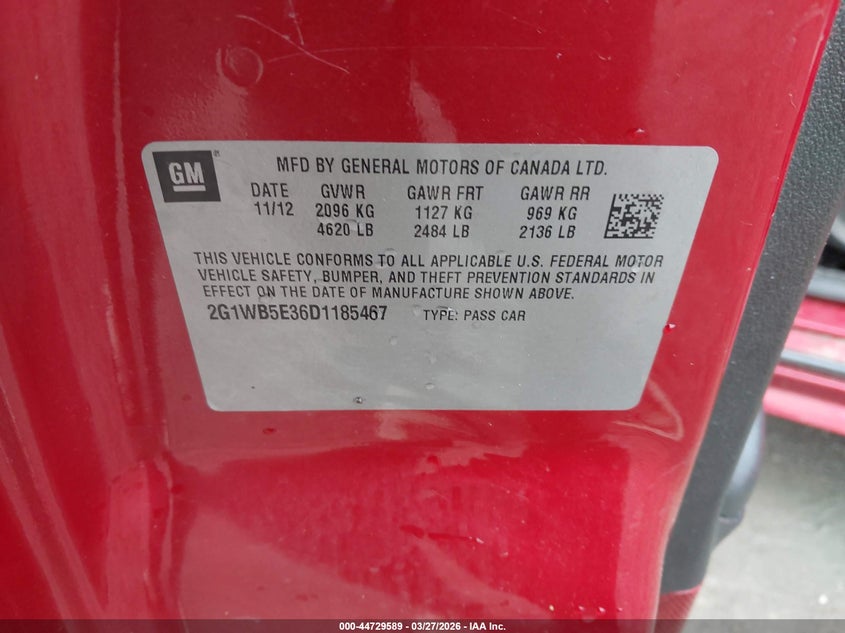 GM
MFD BY GENERAL MOTORS OF CANADA LTD.
DATE GVWR GAWR FRT GAWR RR
11/12 2096 KG 1127 KG 969 KG
4620 LB 2484 LB 2136 LB
THIS VEHICLE CONFORMS TO ALL APPLICABLE U.S. FEDERAL MOTOR
VEHICLE SAFETY, BUMPER, AND THEFT PREVENTION STANDARDS IN
EFFECT ON THE DATE OF MANUFACTURE SHOWN ABOVE.
2G1WB5E36D1185467 TYPE: PASS CAR
000-44729589 | 03/27/2026 | IAA Inc.